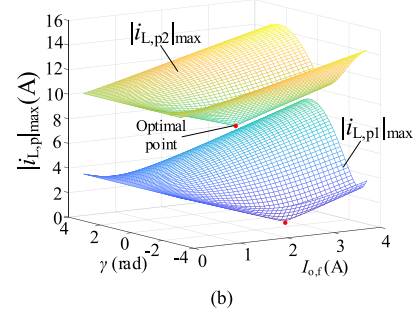 16
14
12
10
8
6
4
2
0
|i_L,p|max(A)
|i_L,p2|max
Optimal
point
|i_L,p1|max
4
2
0
-2
-4
γ (rad)
0
1
2
3
4
I_o,f(A)
(b)